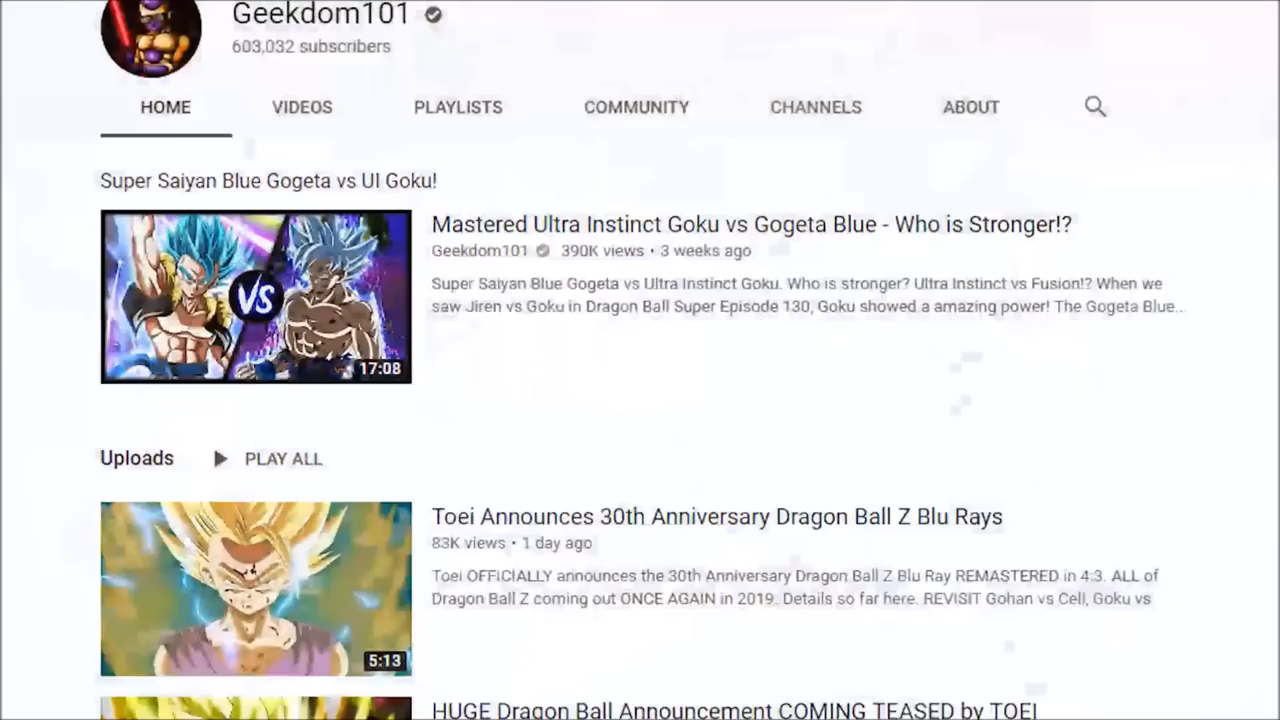 Geekdom101
603,032 subscribers
HOME VIDEOS PLAYLISTS COMMUNITY CHANNELS ABOUT
Super Saiyan Blue Gogeta vs UI Goku!
VS
17:08
Mastered Ultra Instinct Goku vs Gogeta Blue - Who is Stronger!?
Geekdom101 390K views • 3 weeks ago
Super Saiyan Blue Gogeta vs Ultra Instinct Goku. Who is stronger? Ultra Instinct vs Fusion!? When we
saw Jiren vs Goku in Dragon Ball Super Episode 130, Goku showed a amazing power! The Gogeta Blue...
Uploads PLAY ALL
5:13
Toei Announces 30th Anniversary Dragon Ball Z Blu Rays
83K views • 1 day ago
Toei OFFICIALLY announces the 30th Anniversary Dragon Ball Z Blu Ray REMASTERED in 4:3. ALL of
Dragon Ball Z coming out ONCE AGAIN in 2019. Details so far here. REVISIT Gohan vs Cell, Goku vs
HUGE Dragon Ball Announcement COMING TEASED by TOEI